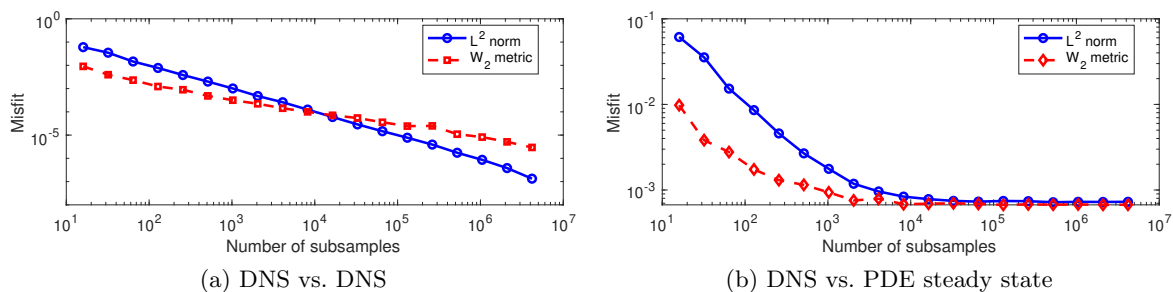 10^0
10^-5
Misfit
L^2 norm
W_2 metric
10^1 10^2 10^3 10^4 10^5 10^6 10^7
Number of subsamples
(a) DNS vs. DNS
10^-1
10^-2
10^-3
Misfit
L^2 norm
W_2 metric
10^1 10^2 10^3 10^4 10^5 10^6 10^7
Number of subsamples
(b) DNS vs. PDE steady state